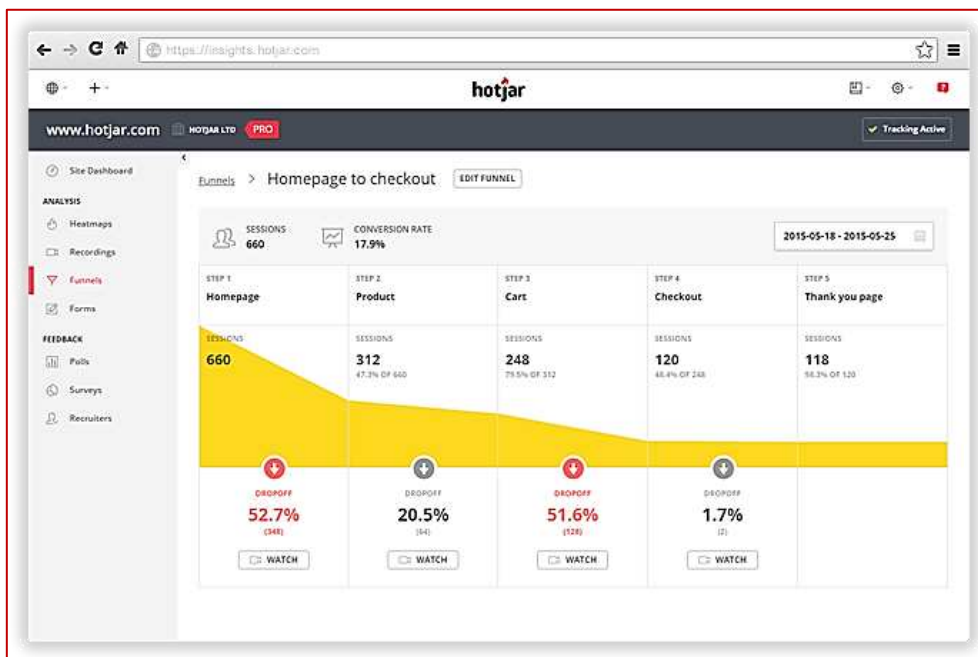 https://insights.hotjar.com
hotjar
www.hotjar.com HOTJAR LTD PRO Tracking Active
Site Dashboard
ANALYSIS
Heatmaps
Recordings
Funnels
Forms
FEEDBACK
Polls
Surveys
Recruiters
Funnels > Homepage to checkout EDIT FUNNEL
SESSIONS
660
CONVERSION RATE
17.9%
2015-05-18 - 2015-05-25
STEP 1
Homepage
SESSIONS
660
DROPOFF
52.7%
(348)
WATCH
STEP 2
Product
SESSIONS
312
47.3% OF 660
DROPOFF
20.5%
(64)
WATCH
STEP 3
Cart
SESSIONS
248
79.5% OF 312
DROPOFF
51.6%
(128)
WATCH
STEP 4
Checkout
SESSIONS
120
48.4% OF 248
DROPOFF
1.7%
(2)
WATCH
STEP 5
Thank you page
SESSIONS
118
98.3% OF 120